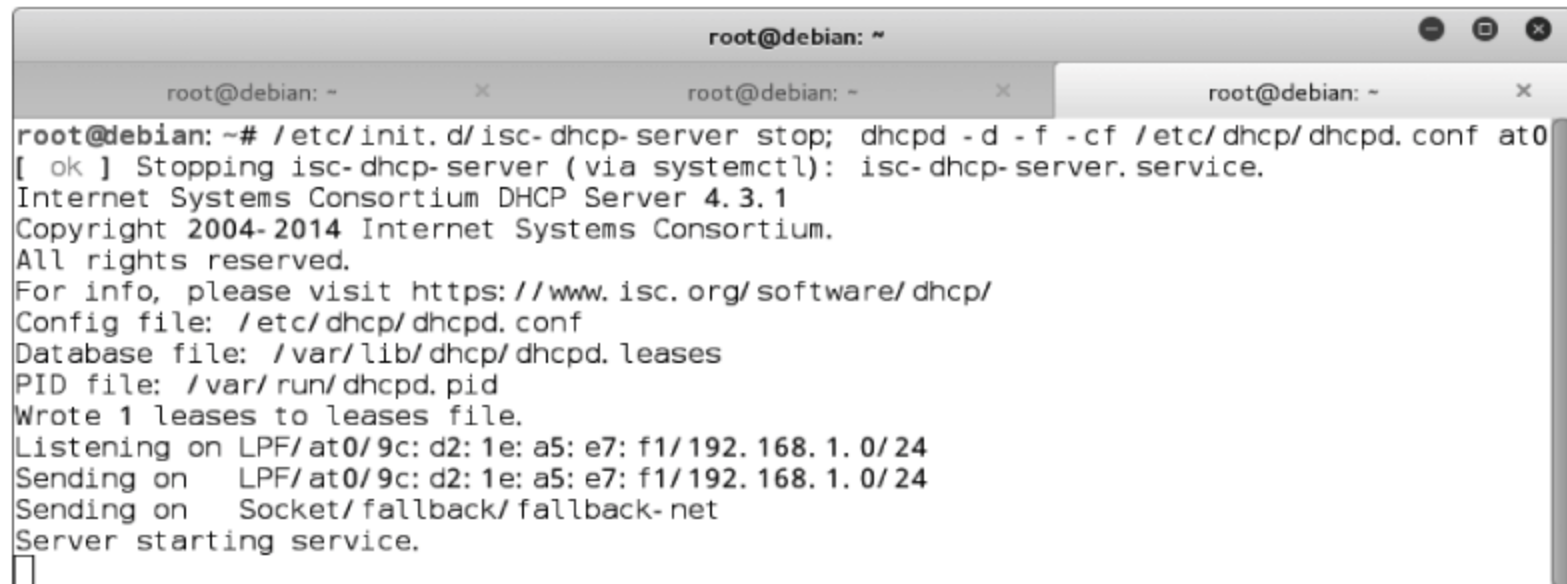 root@debian: ~
root@debian: ~ × root@debian: ~ × root@debian: ~ ×
root@debian: ~# /etc/init.d/isc-dhcp-server stop; dhcpd -d -f -cf /etc/dhcp/dhcpd.conf at0
[ ok ] Stopping isc-dhcp-server (via systemctl): isc-dhcp-server.service.
Internet Systems Consortium DHCP Server 4.3.1
Copyright 2004-2014 Internet Systems Consortium.
All rights reserved.
For info, please visit https://www.isc.org/software/dhcp/
Config file: /etc/dhcp/dhcpd.conf
Database file: /var/lib/dhcp/dhcpd.leases
PID file: /var/run/dhcpd.pid
Wrote 1 leases to leases file.
Listening on LPF/at0/9c:d2:1e:a5:e7:f1/192.168.1.0/24
Sending on   LPF/at0/9c:d2:1e:a5:e7:f1/192.168.1.0/24
Sending on   Socket/fallback/fallback-net
Server starting service.